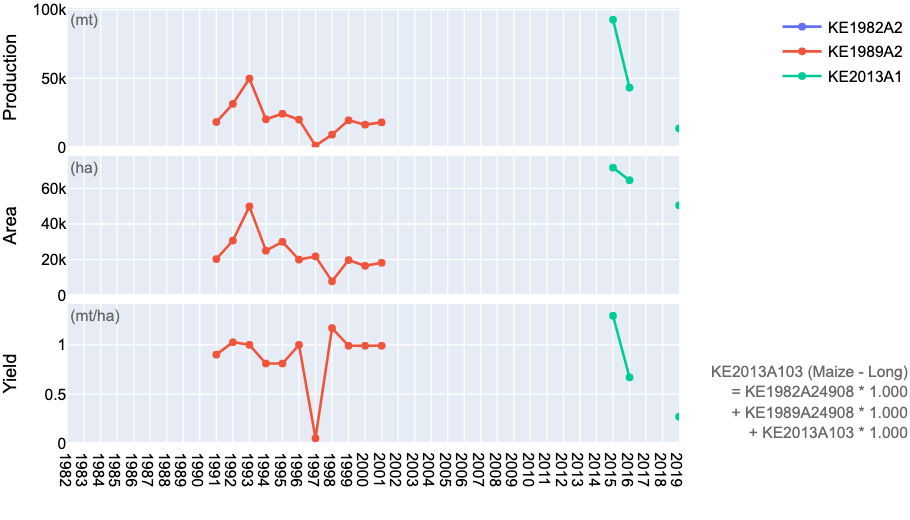 Production
(mt)
100k
50k
0
Area
(ha)
60k
40k
20k
0
Yield
(mt/ha)
1
0.5
0
1982
1983
1984
1985
1986
1987
1988
1989
1990
1991
1992
1993
1994
1995
1996
1997
1998
1999
2000
2001
2002
2003
2004
2005
2006
2007
2008
2009
2010
2011
2012
2013
2014
2015
2016
2017
2018
2019
KE1982A2
KE1989A2
KE2013A1
KE2013A103 (Maize - Long)
= KE1982A24908 * 1.000
+ KE1989A24908 * 1.000
+ KE2013A103 * 1.000